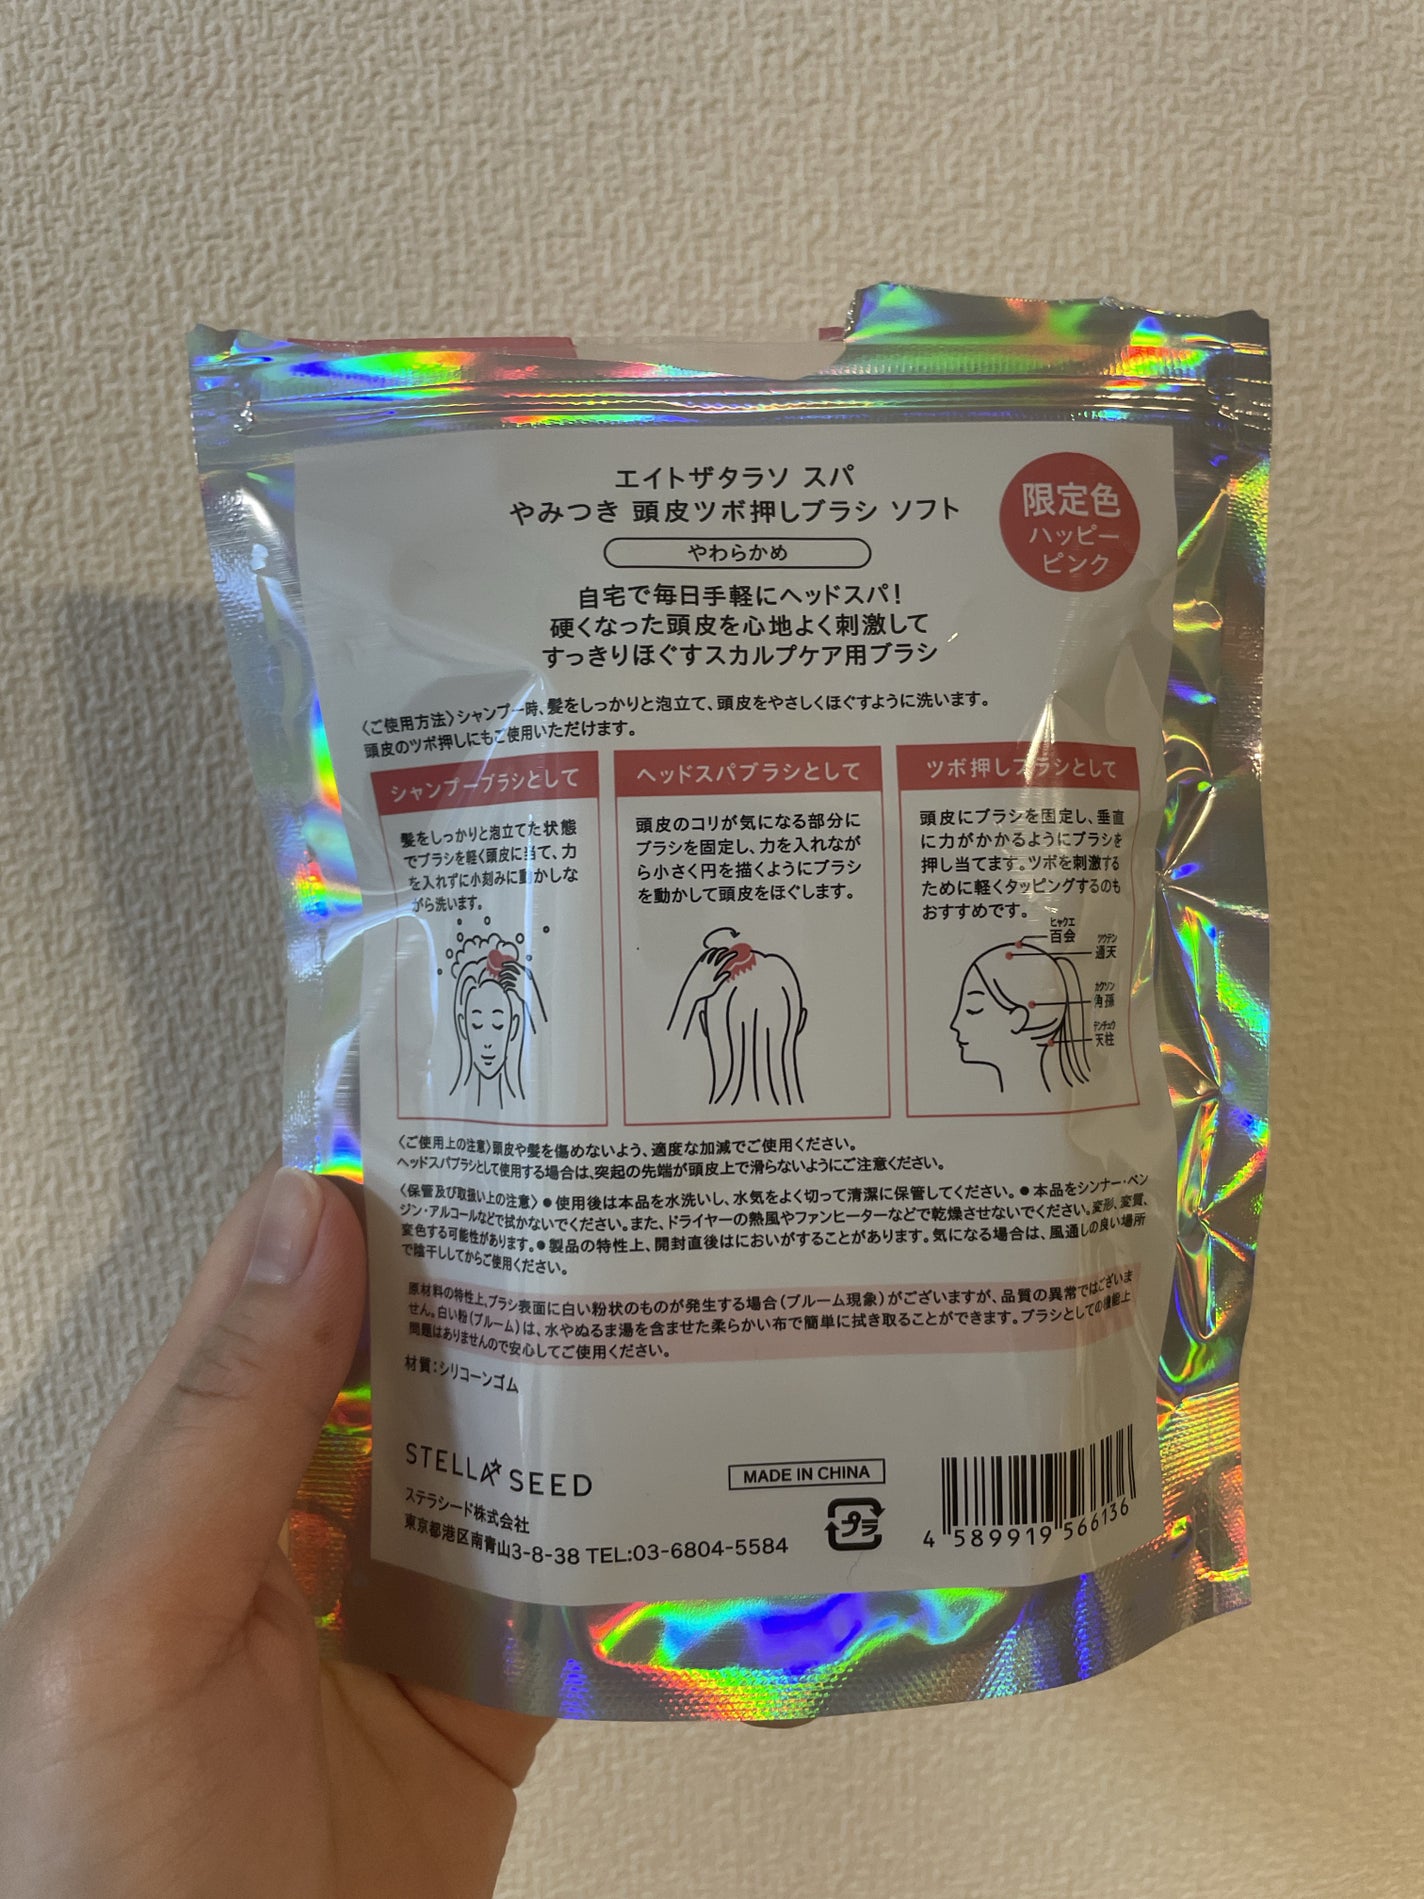 エイトザタラソ スパ
やみつき 頭皮ツボ押しブラシ ソフト
やわらかめ
限定色
ハッピー
ピンク
自宅で毎日手軽にヘッドスパ!
硬くなった頭皮を心地よく刺激して
すっきりほぐすスカルプケア用ブラシ
〈ご使用方法〉シャンプー時、髪をしっかりと泡立て、頭皮をやさしくほぐすように洗います。
頭皮のツボ押しにもご使用いただけます。
シャンプーブラシとして
髪をしっかりと泡立てた状態
でブラシを軽く頭皮に当て、力
を入れずに小刻みに動かしな
がら洗います。
ヘッドスパブラシとして
頭皮のコリが気になる部分に
ブラシを固定し、力を入れなが
ら小さく円を描くようにブラシ
を動かして頭皮をほぐします。
ツボ押しブラシとして
頭皮にブラシを固定し、垂直
に力がかかるようにブラシを
押し当てます。ツボを刺激する
ために軽くタッピングするのも
おすすめです。
ヒャクエ
百会
ツウテン
通天
カクソン
角孫
テンチュウ
天柱
〈ご使用上の注意〉頭皮や髪を傷めないよう、適度な加減でご使用ください。
ヘッドスパブラシとして使用する場合は、突起の先端が頭皮上で滑らないようにご注意ください。
〈保管及び取扱い上の注意〉●使用後は本品を水洗いし、水気をよく切って清潔に保管してください。●本品をシンナー・ベン
ジン・アルコールなどで拭かないでください。また、ドライヤーの熱風やファンヒーターなどで乾燥させないでください。変形、変質、
変色する可能性があります。●製品の特性上、開封直後はにおいがすることがあります。気になる場合は、風通しの良い場所
で陰干ししてからご使用ください。
原材料の特性上、ブラシ表面に白い粉状のものが発生する場合(ブルーム現象)がございますが、品質の異常ではございま
せん。白い粉(ブルーム)は、水やぬるま湯を含ませた柔らかい布で簡単に拭き取ることができます。ブラシとしての機能上
問題はありませんので安心してご使用ください。
材質:シリコーンゴム
STELLA SEED
ステラシード株式会社
東京都港区南青山3-8-38 TEL:03-6804-5584
MADE IN CHINA
プラ
4 589919 566136